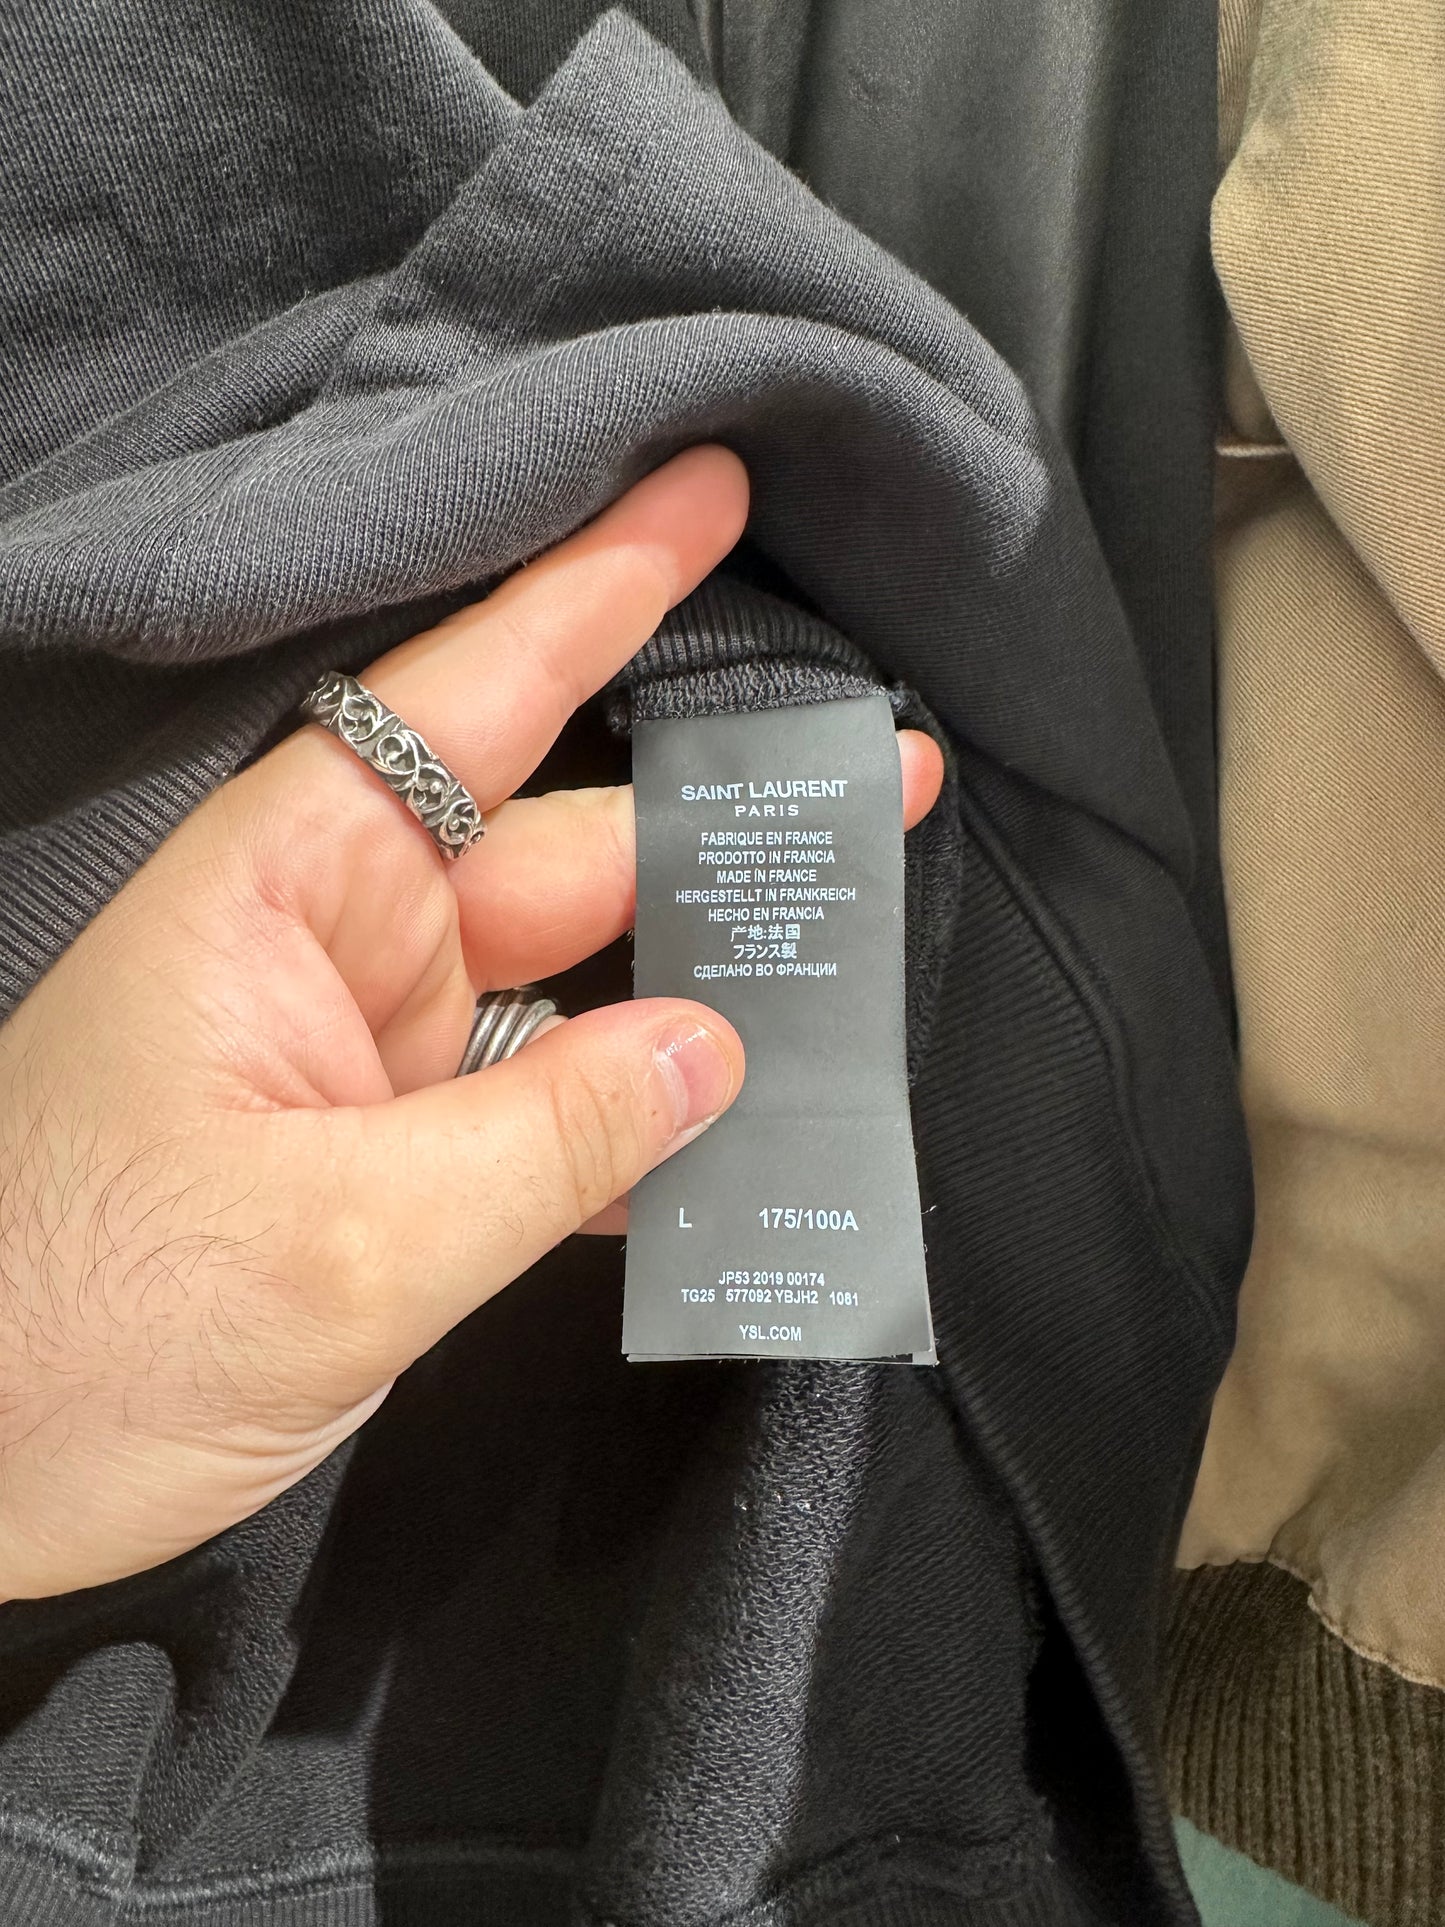 SAINT LAURENT
PARIS
FABRIQUE EN FRANCE
PRODOTTO IN FRANCIA
MADE IN FRANCE
HERGESTELLT IN FRANKREICH
HECHO EN FRANCIA
产地:法国
フランス製
СДЕЛАНО ВО ФРАНЦИИ
L 175/100A
JP53 2019 00174
TG25 577092 YBJH2 1081
YSL.COM